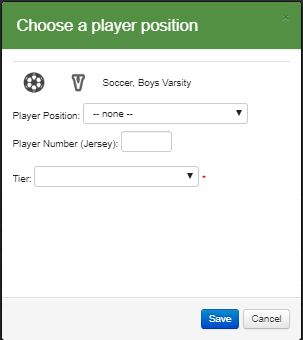 Choose a player position
×
V Soccer, Boys Varsity
Player Position: -- none --
Player Number (Jersey):
Tier: *
Save Cancel